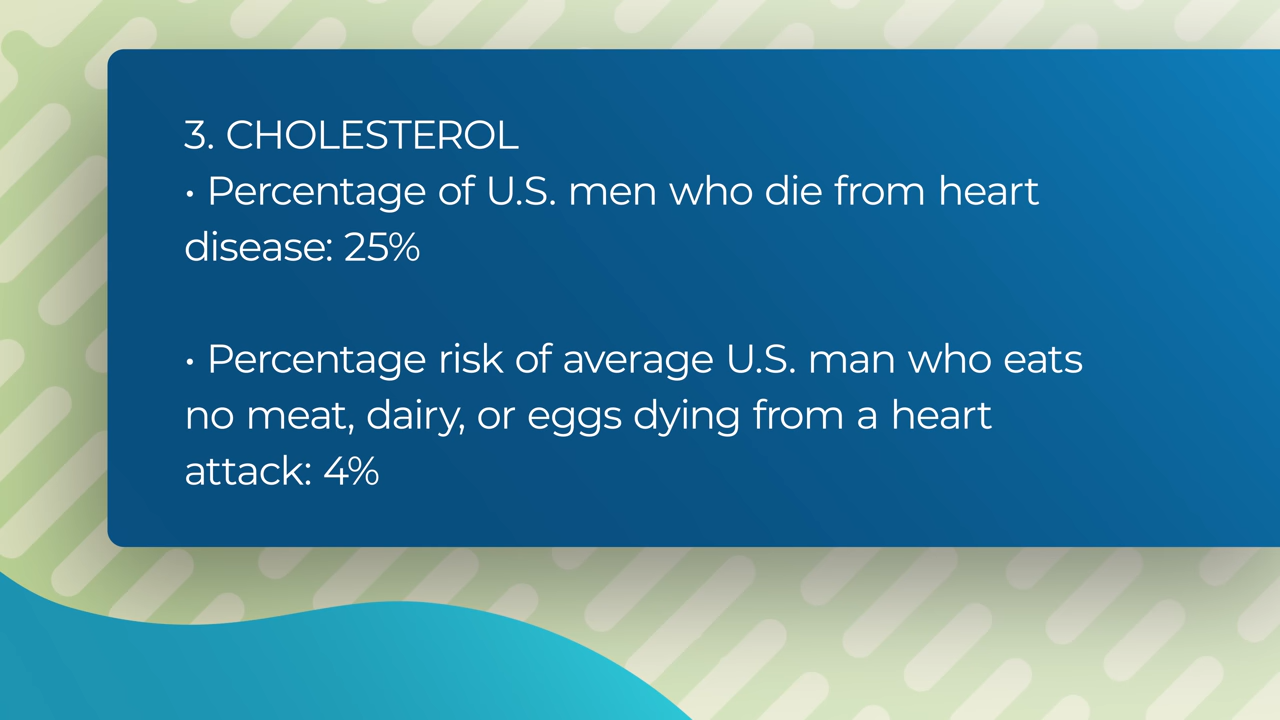 3. CHOLESTEROL
• Percentage of U.S. men who die from heart
disease: 25%
• Percentage risk of average U.S. man who eats
no meat, dairy, or eggs dying from a heart
attack: 4%